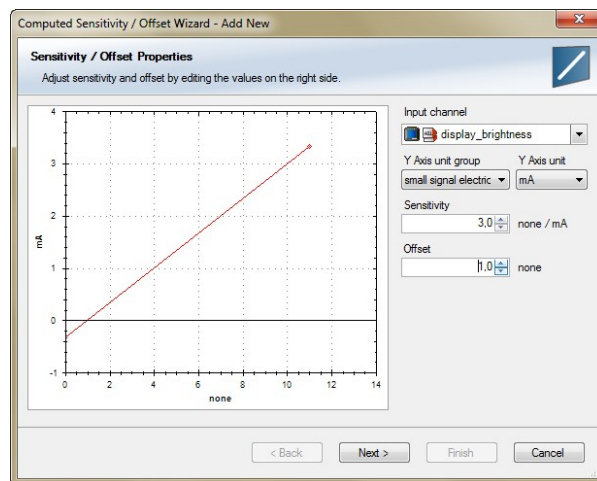 Computed Sensitivity / Offset Wizard - Add New
Sensitivity / Offset Properties
Adjust sensitivity and offset by editing the values on the right side.
4
3
2
1
0
-1
mA
0 2 4 6 8 10 12 14
none
Input channel
display_brightness
Y Axis unit group Y Axis unit
small signal electric mA
Sensitivity
3,0 none / mA
Offset
1,0 none
< Back Next > Finish Cancel